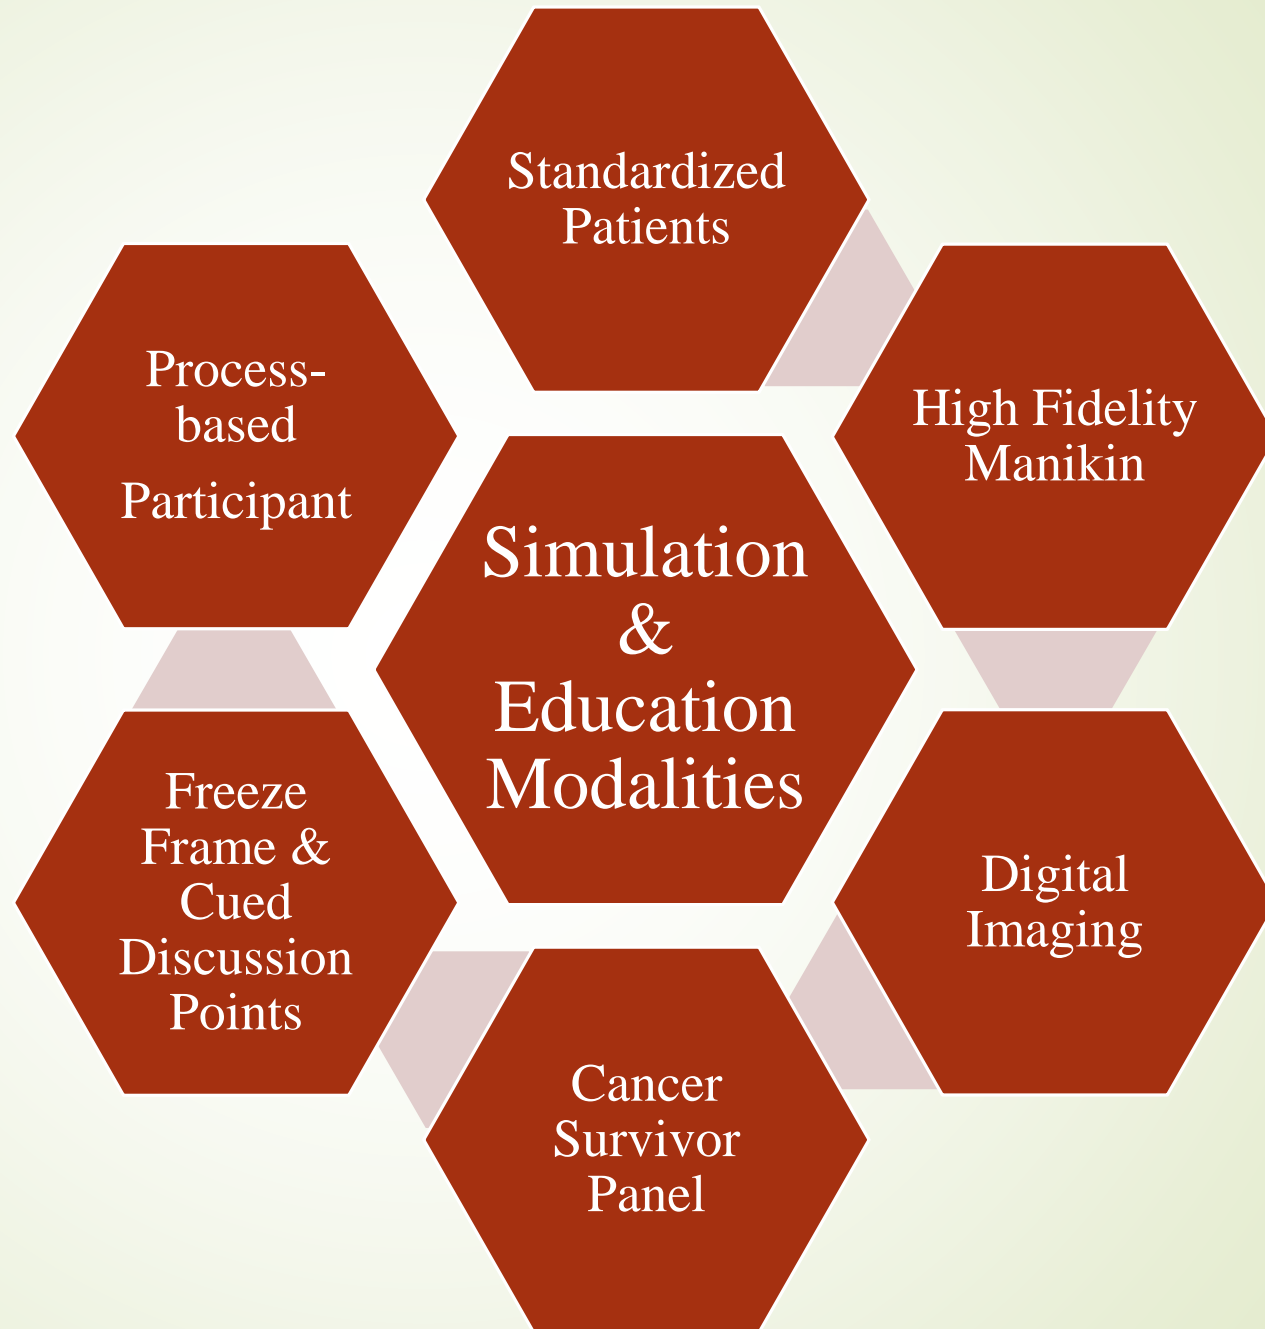 Standardized
Patients
High Fidelity
Manikin
Digital
Imaging
Cancer
Survivor
Panel
Freeze
Frame &
Cued
Discussion
Points
Process-
based
Participant
Simulation
&
Education
Modalities